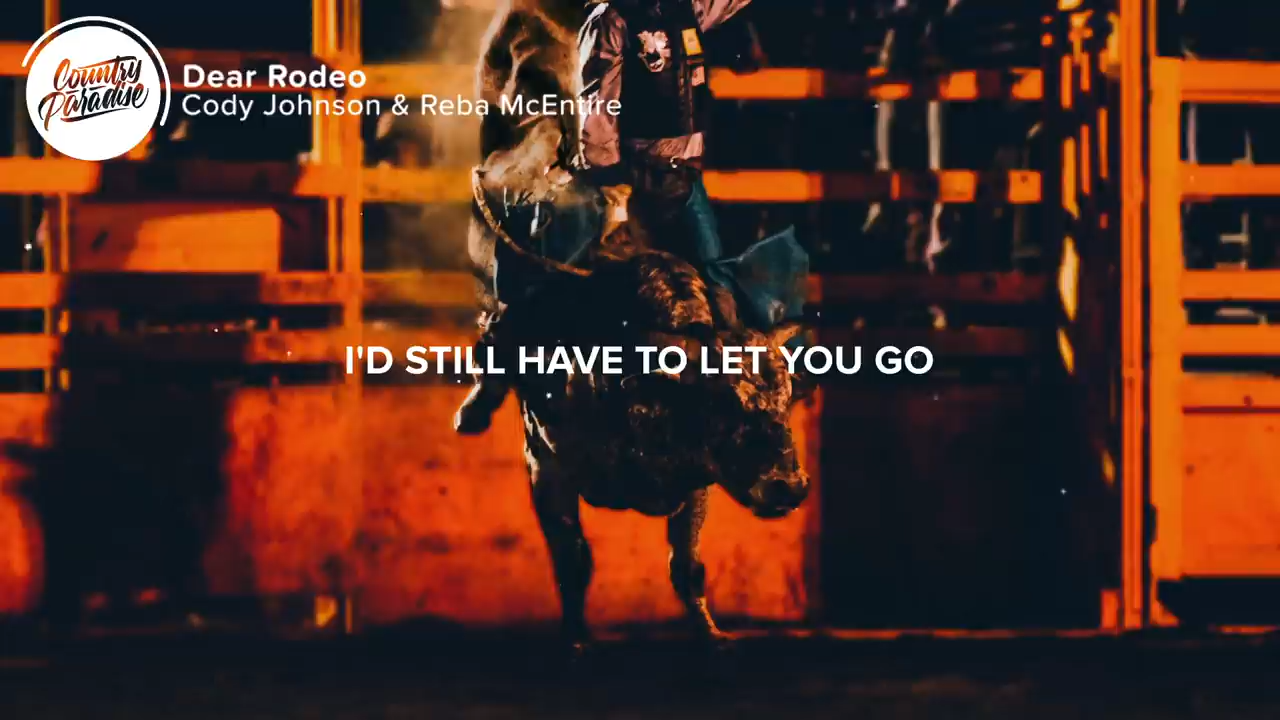 Country
Paradise
Dear Rodeo
Cody Johnson & Reba McEntire
I'D STILL HAVE TO LET YOU GO